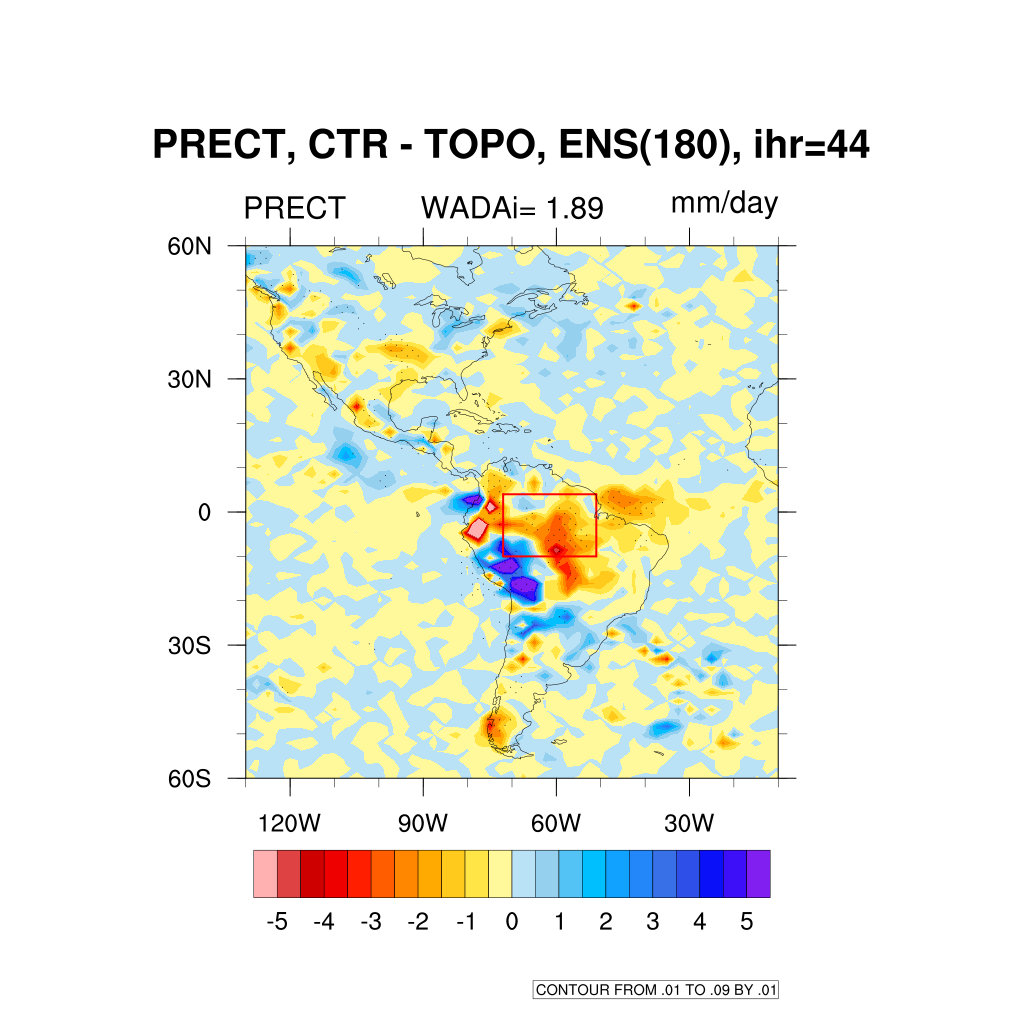 PRECT, CTR - TOPO, ENS(180), ihr=44
PRECT WADAi= 1.89 mm/day
60N
30N
0
30S
60S
120W 90W 60W 30W
-5 -4 -3 -2 -1 0 1 2 3 4 5
CONTOUR FROM .01 TO .09 BY .01